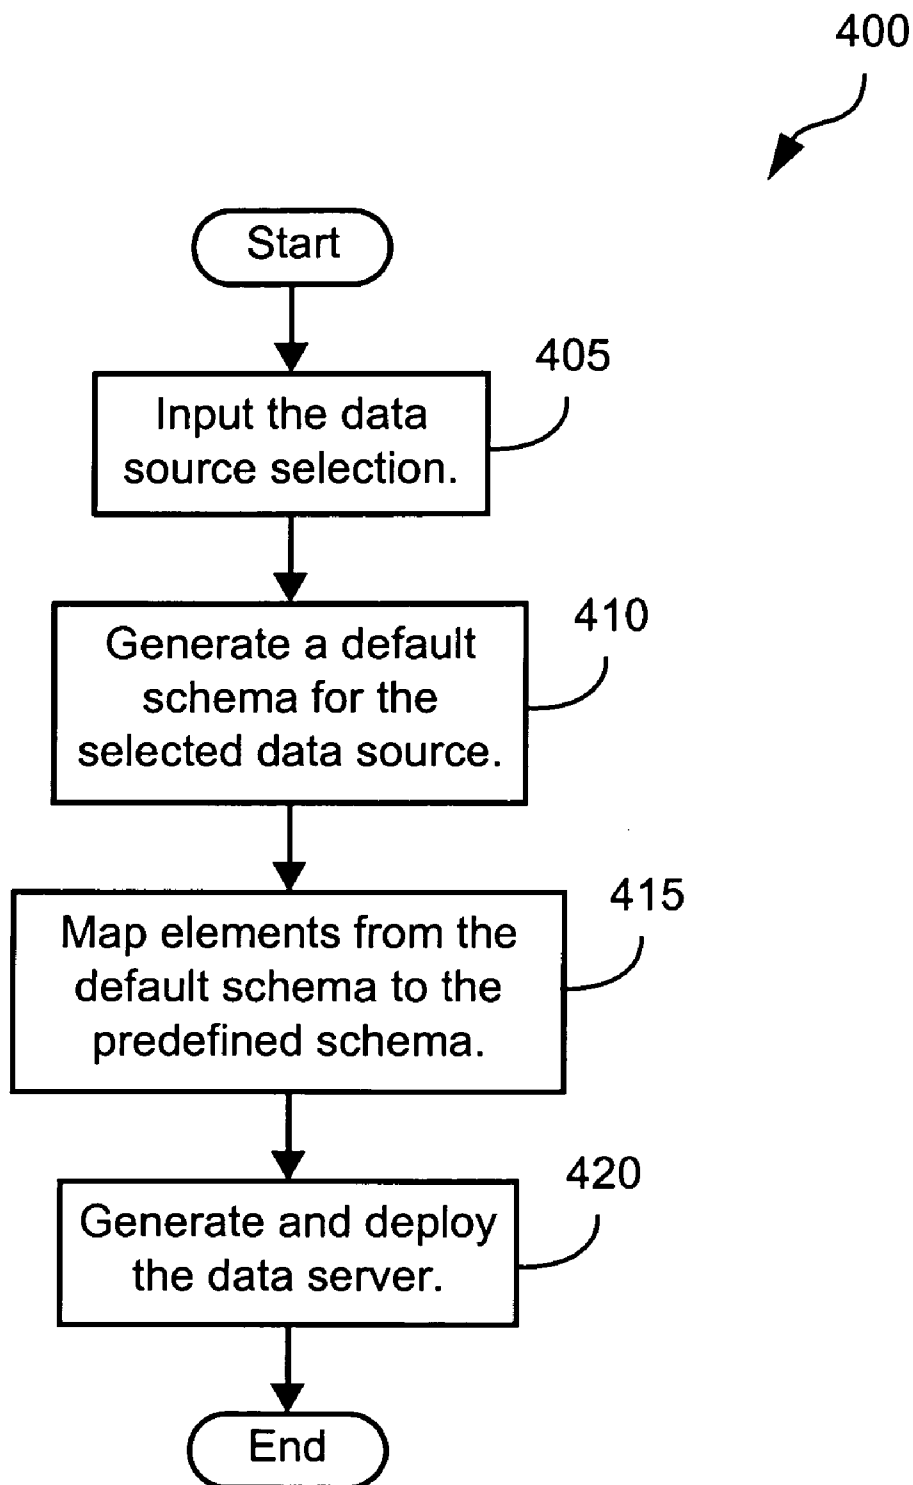 400
Start
405
Input the data
source selection.
410
Generate a default
schema for the
selected data source.
415
Map elements from the
default schema to the
predefined schema.
420
Generate and deploy
the data server.
End